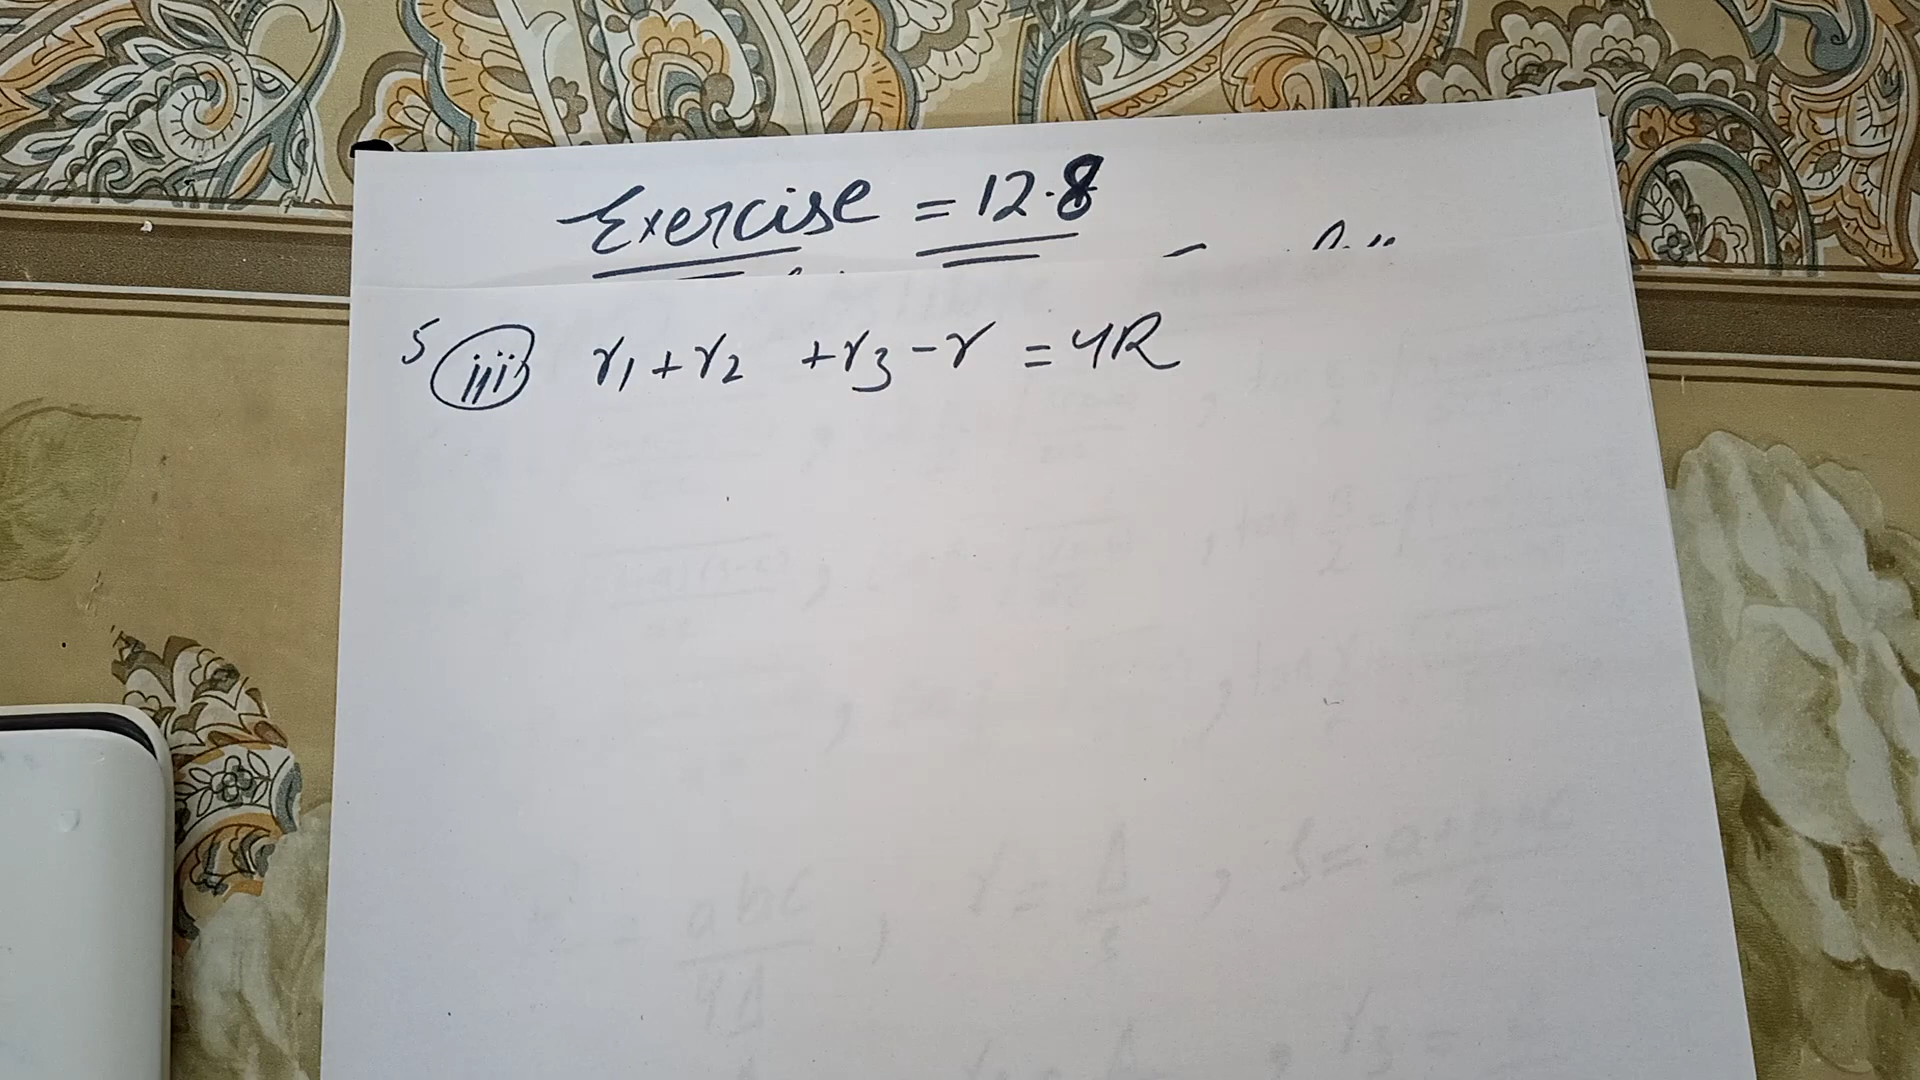 Exercise = 12.8
5 (iii) r₁ + r₂ + r₃ - r = 4R